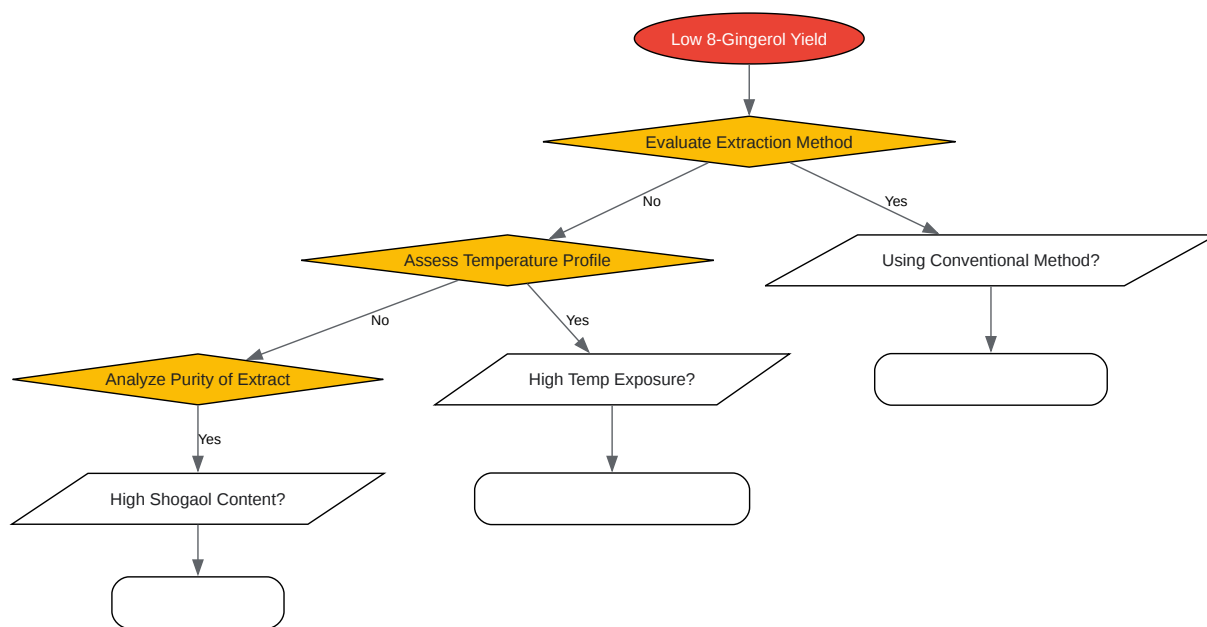 Low 8-Gingerol Yield
Evaluate Extraction Method
No
Yes
Assess Temperature Profile
Using Conventional Method?
No
Yes
Analyze Purity of Extract
High Temp Exposure?
Yes
High Shogaol Content?